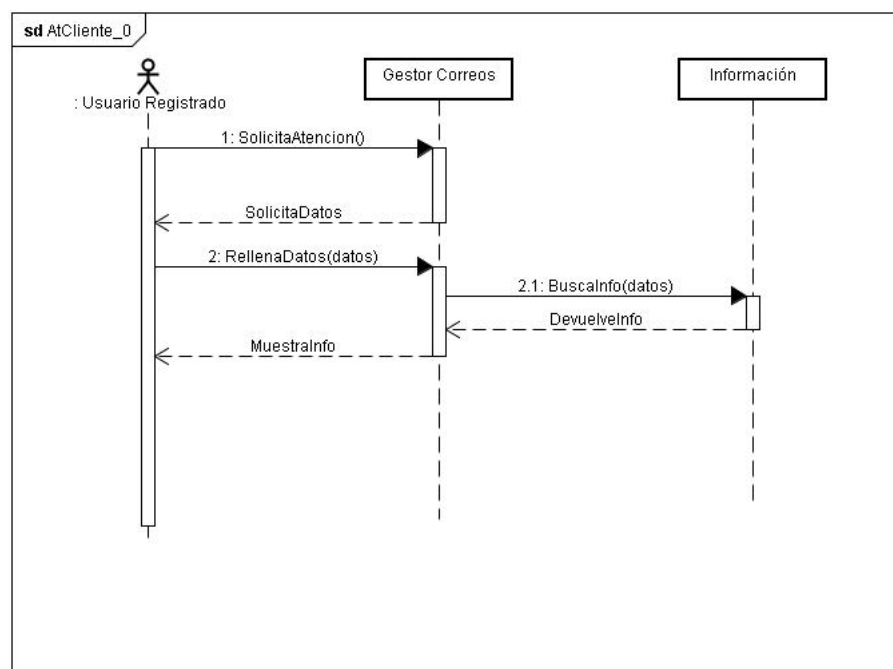 sd AtCliente_0
: Usuario Registrado
Gestor Correos
Información
1: SolicitaAtencion()
SolicitaDatos
2: RellenaDatos(datos)
2.1: BuscaInfo(datos)
DevuelveInfo
MuestraInfo